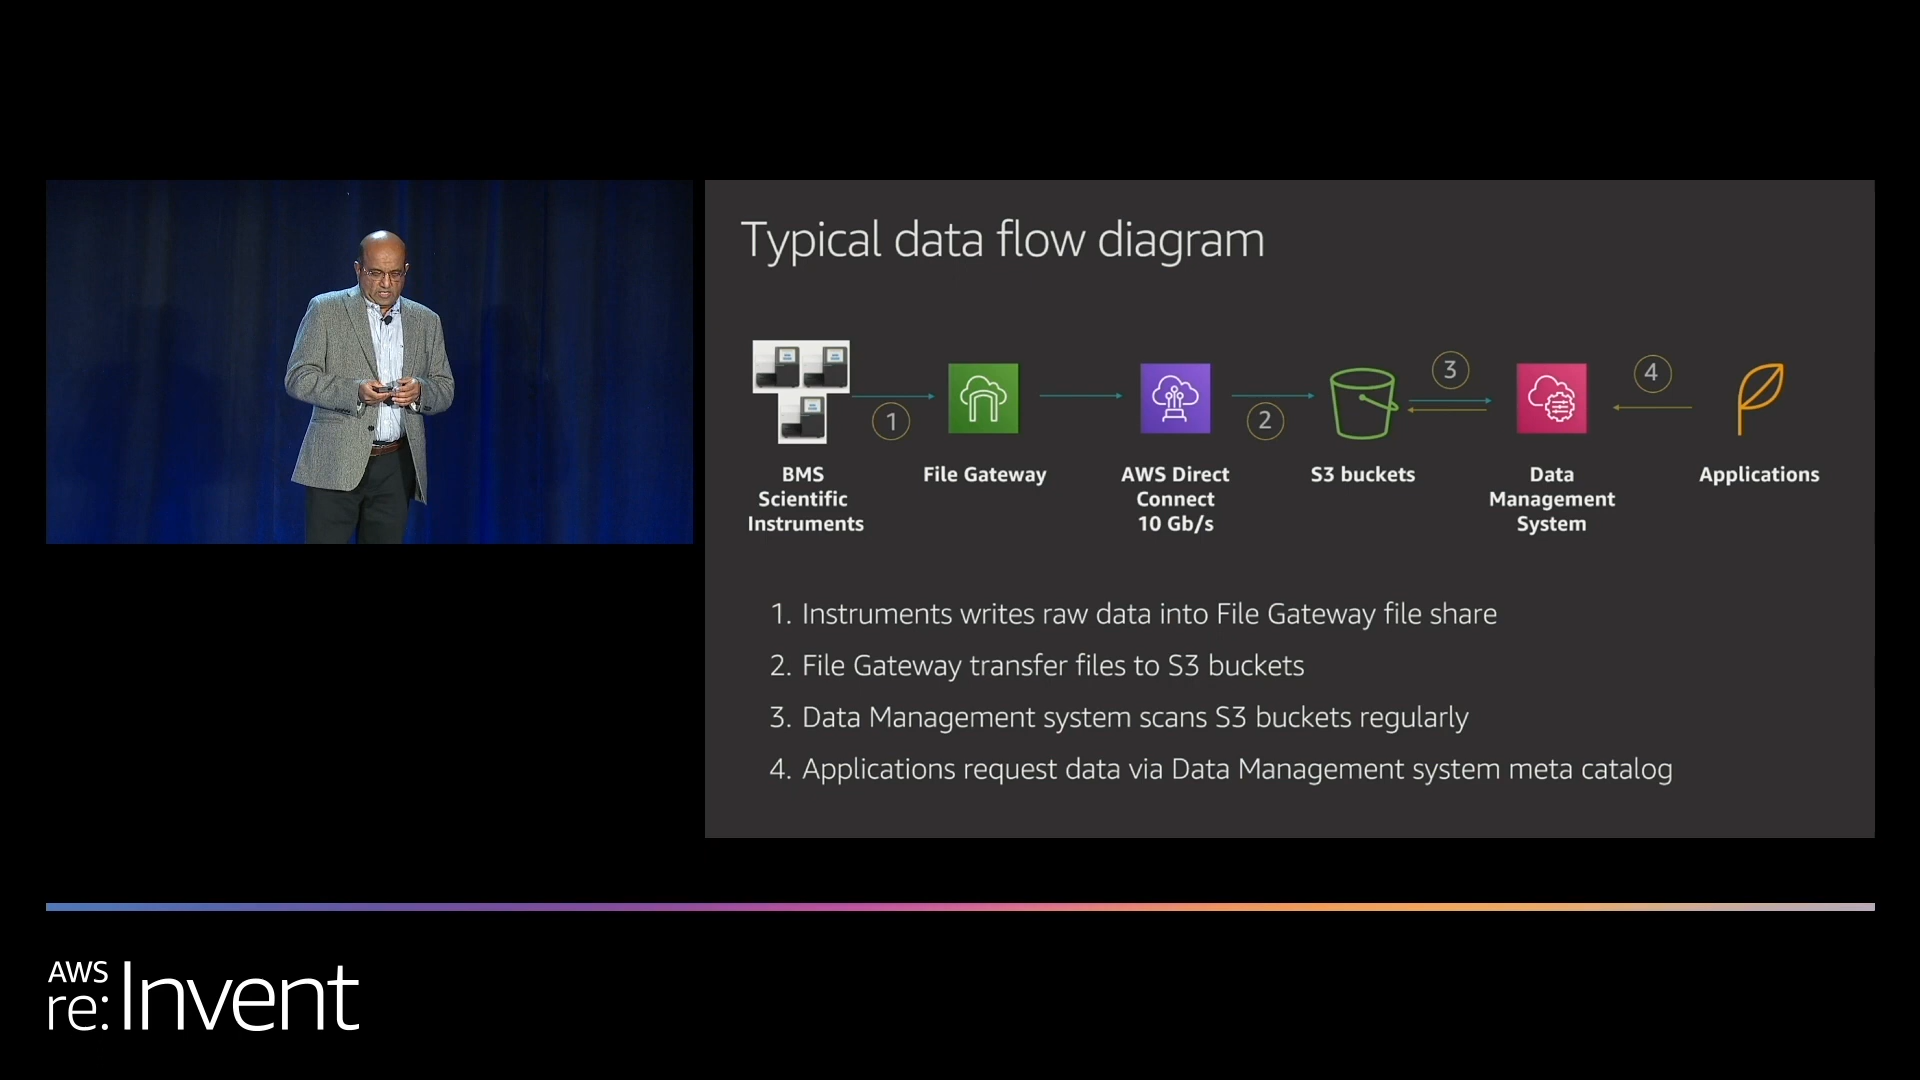 Typical data flow diagram
1
2
3
4
BMS
Scientific
Instruments
File Gateway
AWS Direct
Connect
10 Gb/s
S3 buckets
Data
Management
System
Applications
1. Instruments writes raw data into File Gateway file share
2. File Gateway transfer files to S3 buckets
3. Data Management system scans S3 buckets regularly
4. Applications request data via Data Management system meta catalog
AWS
re:Invent